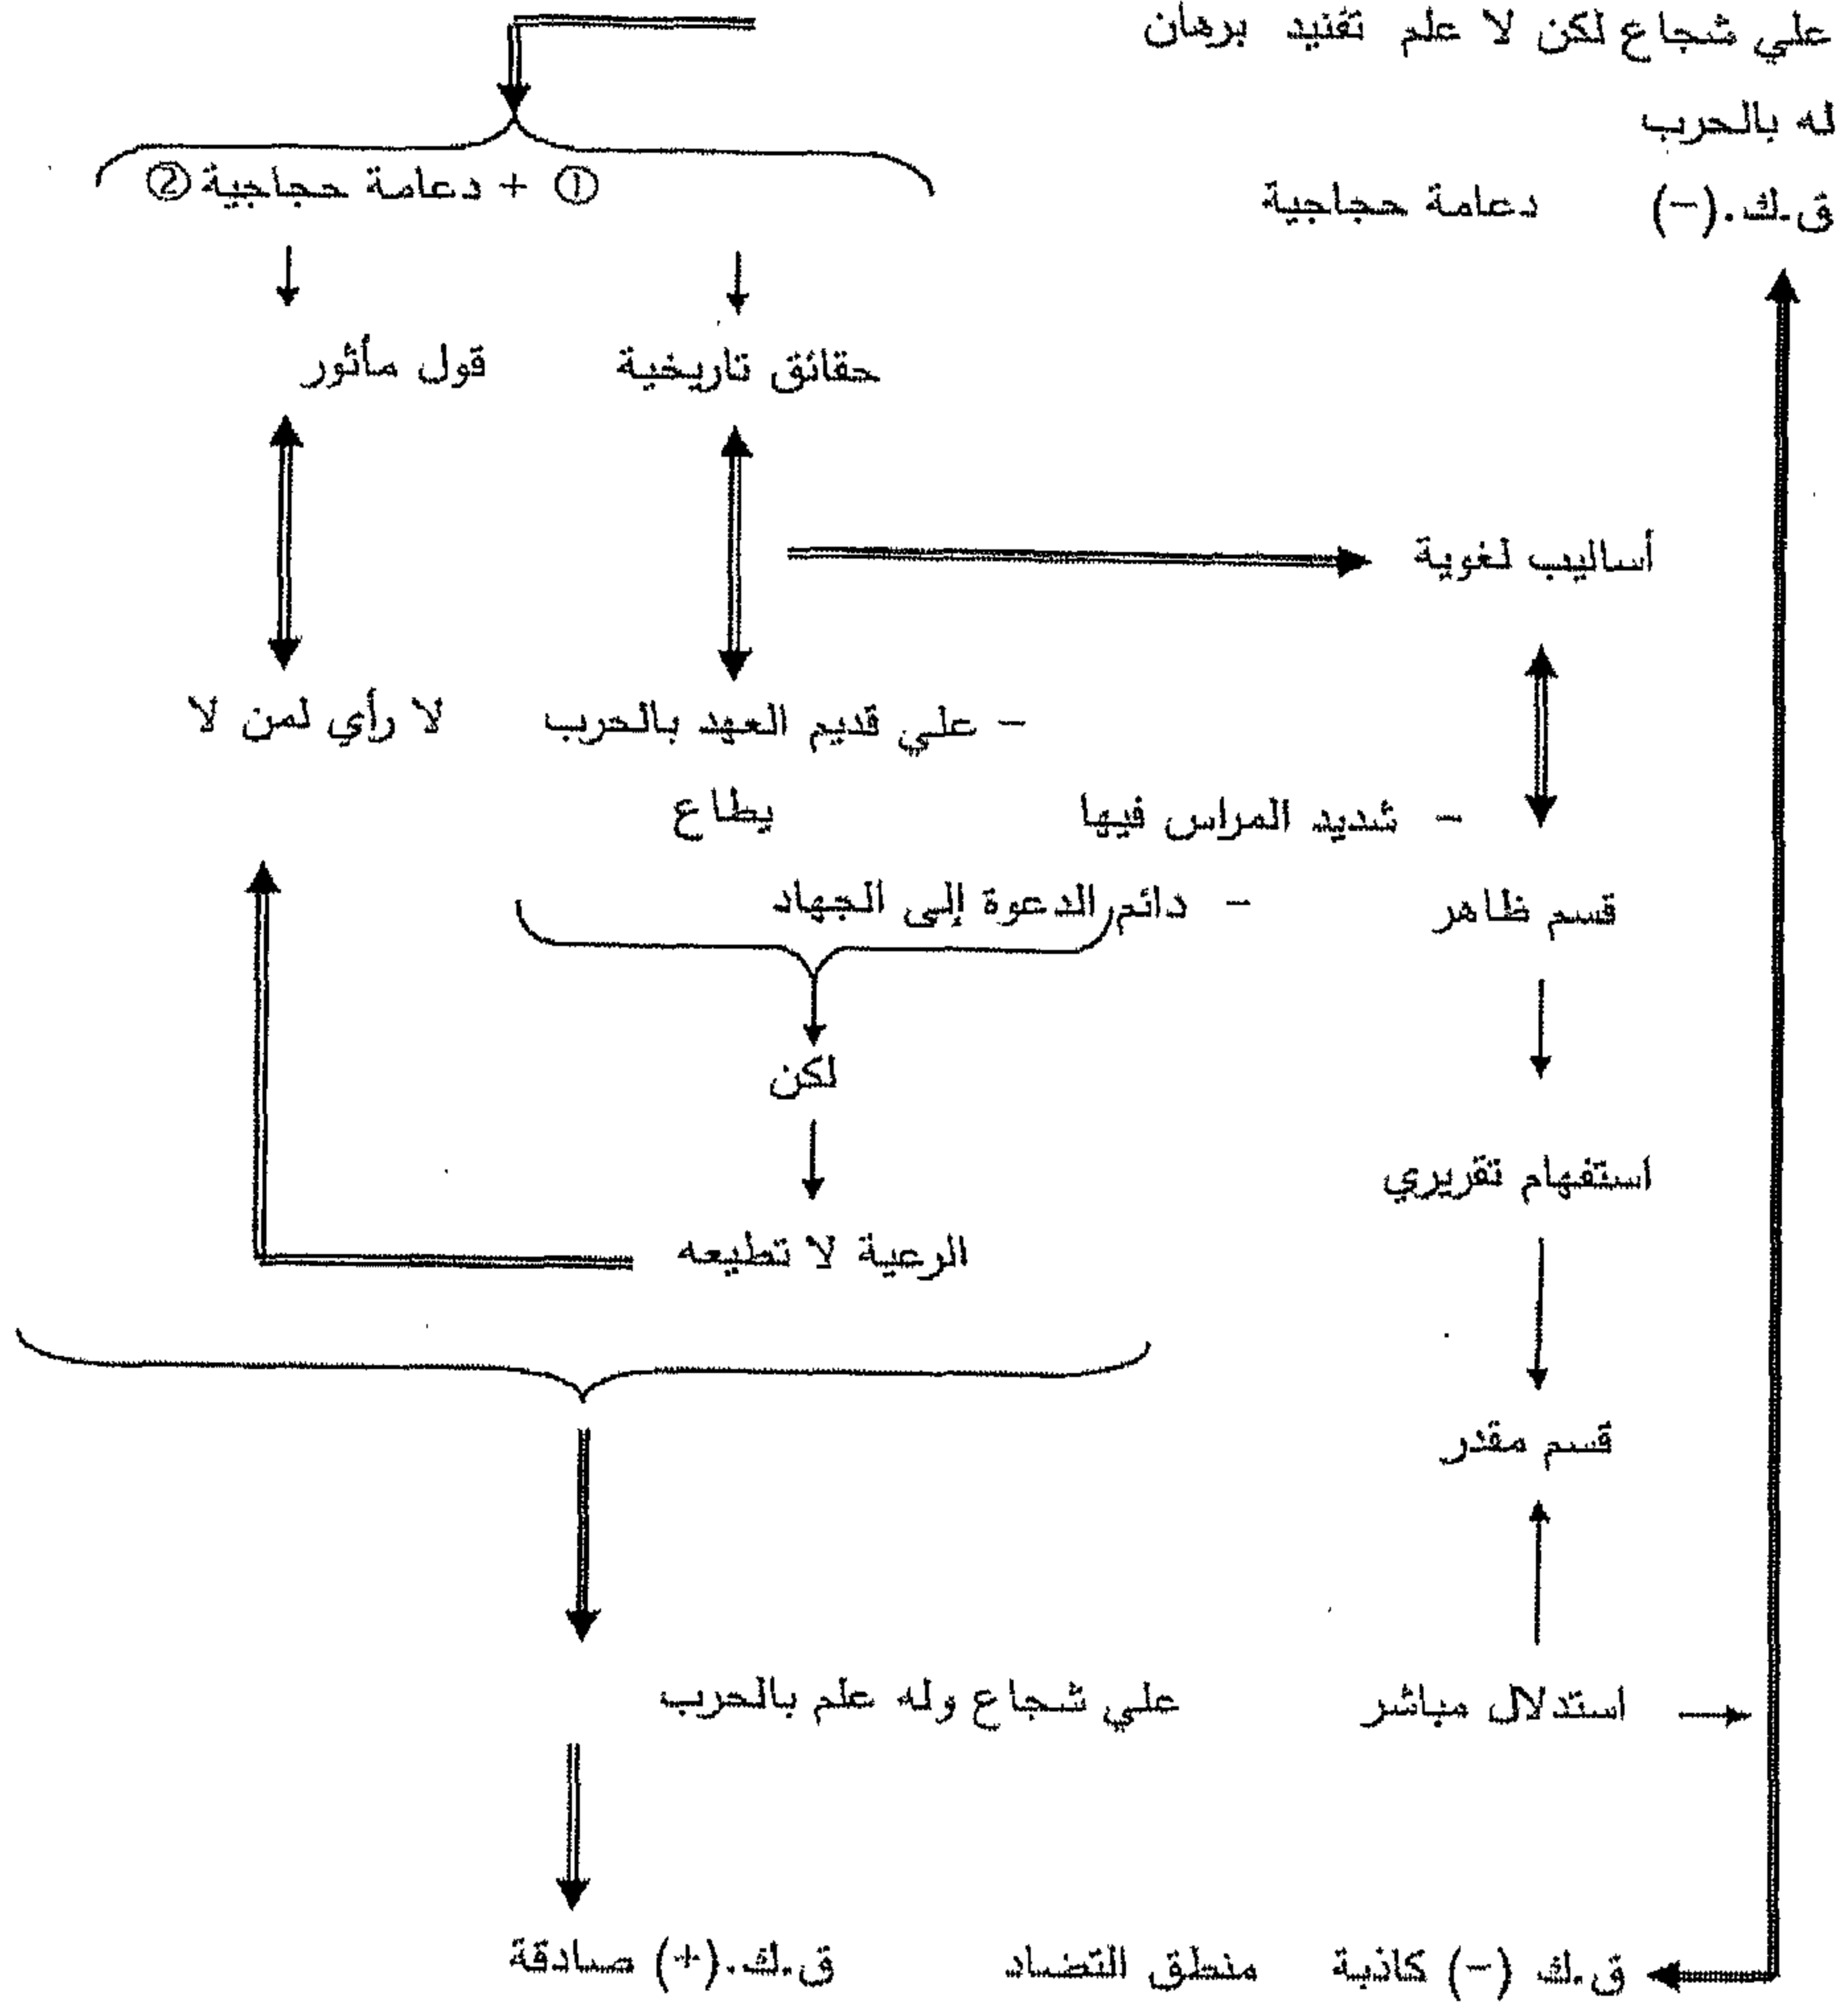 علي شجاع لكن لا علم تفنيد برهان
له بالحرب
ق.ك.(-) دعامة حجاجية
① + دعامة حجاجية ②
حقائق تاريخية قول مأثور
أساليب لغوية
- علي قديم العهد بالحرب لا رأي لمن لا
- شديد المراس فيها يطاع
قسم ظاهر - دائم الدعوة إلى الجهاد
لكن
استفهام تقريري
الرعية لا تطيعه
قسم مقدر
استدلال مباشر علي شجاع وله علم بالحرب
ق.ك (-) كاذبة منطق التضاد ق.ك.(+) صادقة